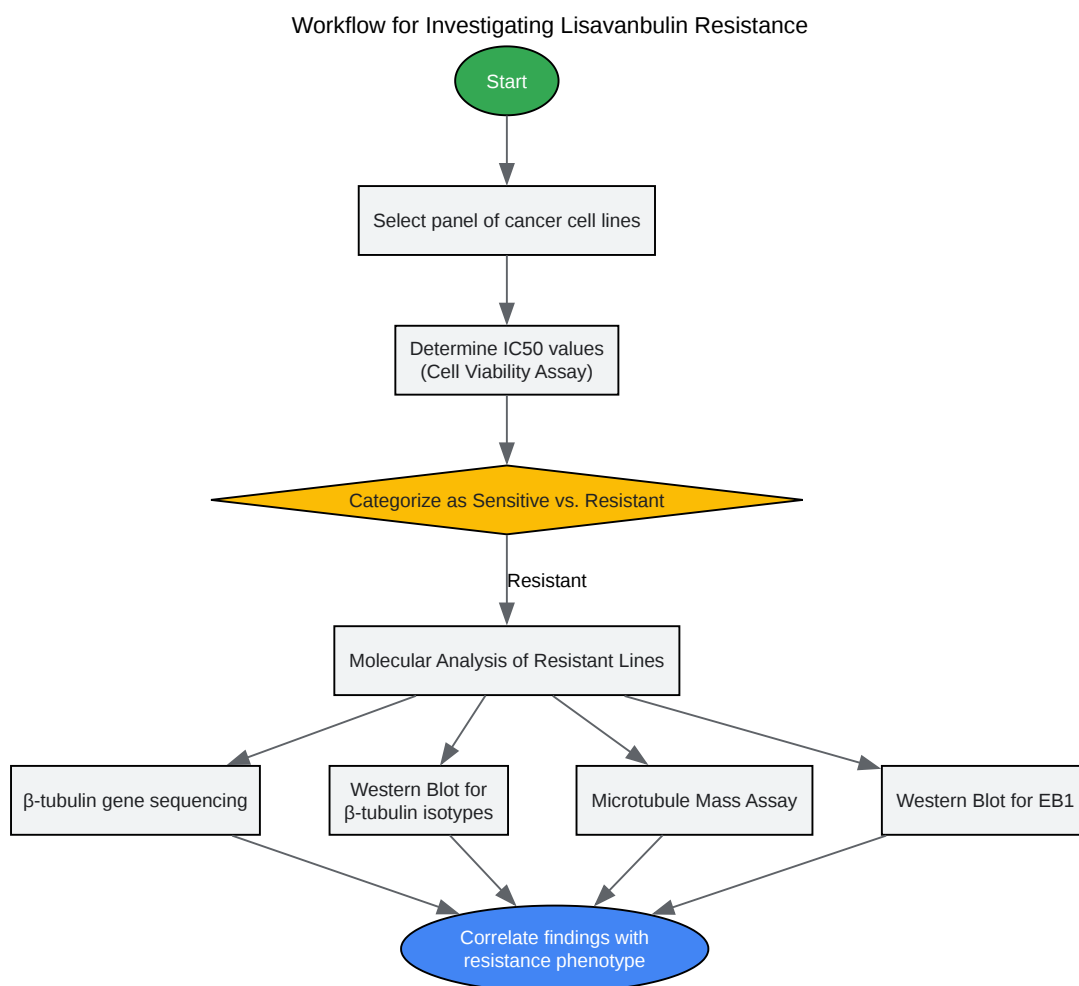 Workflow for Investigating Lisavanbulin Resistance
Start
Select panel of cancer cell lines
Determine IC50 values
(Cell Viability Assay)
Categorize as Sensitive vs. Resistant
Resistant
Molecular Analysis of Resistant Lines
β-tubulin gene sequencing
Western Blot for
β-tubulin isotypes
Microtubule Mass Assay
Western Blot for EB1
Correlate findings with
resistance phenotype